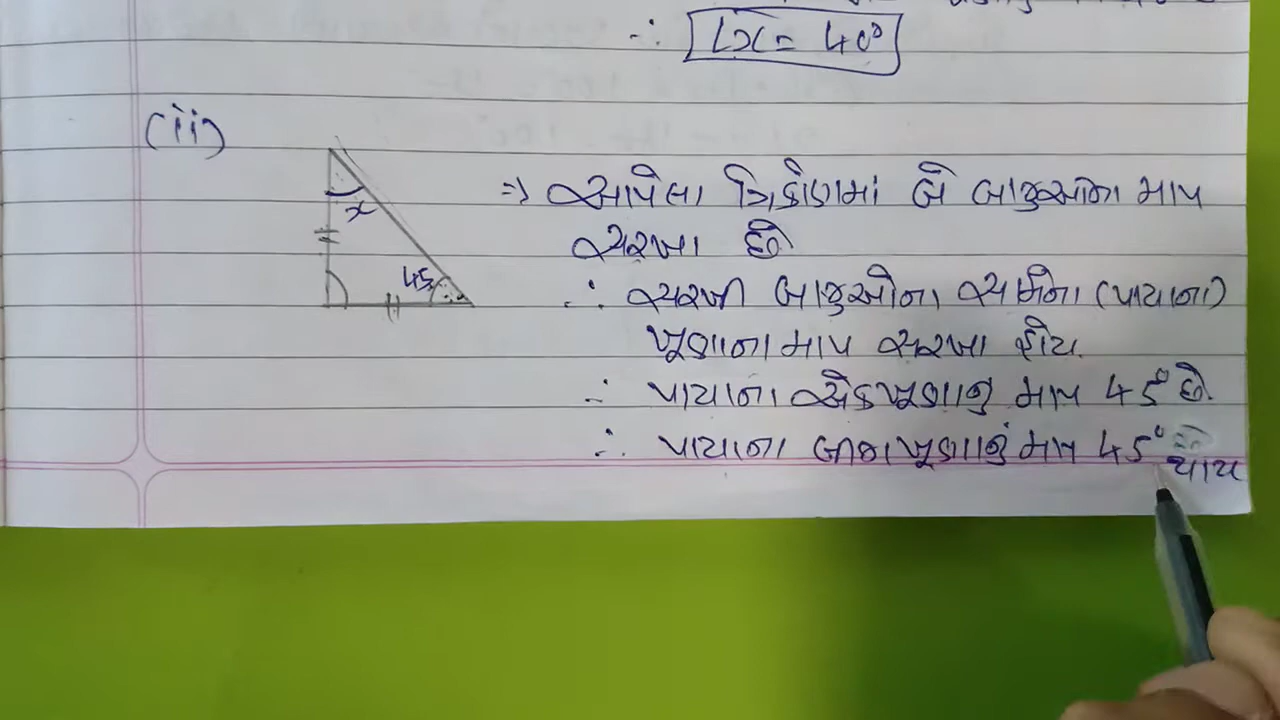 ∴ ∠x = 40°
(ii)
x
45
⇒ આપેલા ત્રિકોણમાં બે બાજુઓના માપ
સરખા છે
∴ સરખી બાજુઓના સામેના (પાયાના)
ખૂણાના માપ સરખા હોય.
∴ પાયાના એક ખૂણાનું માપ 45° છે.
∴ પાયાના બીજા ખૂણાનું માપ 45°
થાય